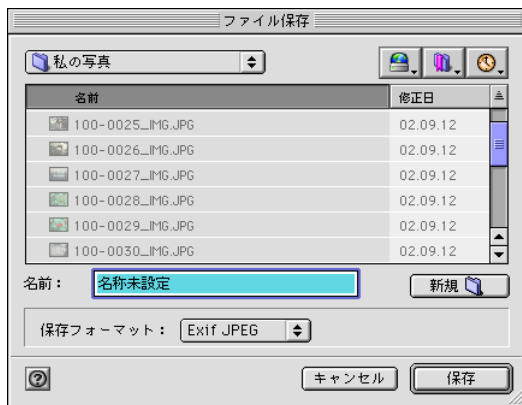 ファイル保存
私の写真
名前 修正日
100-0025_IMG.JPG 02.09.12
100-0026_IMG.JPG 02.09.12
100-0027_IMG.JPG 02.09.12
100-0028_IMG.JPG 02.09.12
100-0029_IMG.JPG 02.09.12
100-0030_IMG.JPG 02.09.12
名前： 名称未設定 新規
保存フォーマット： Exif JPEG
? キャンセル 保存